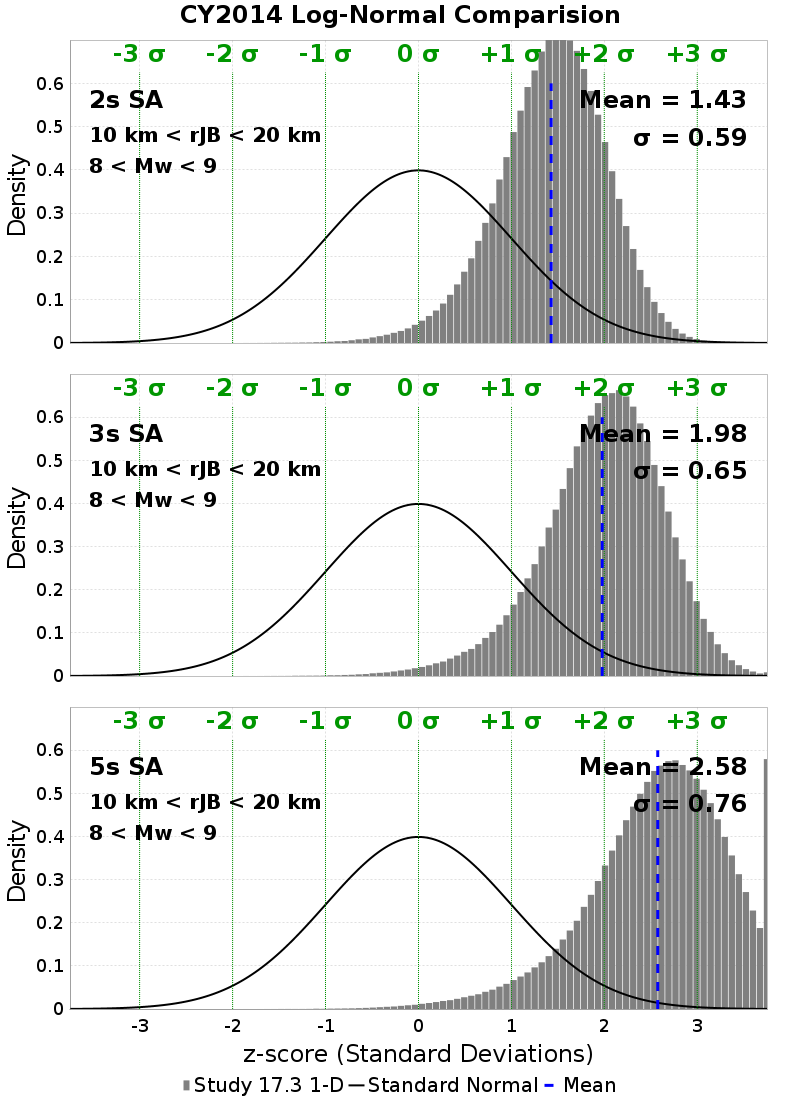 CY2014 Log-Normal Comparision
-3 σ -2 σ -1 σ 0 σ +1 σ +2 σ +3 σ
2s SA
Mean = 1.43
10 km < rJB < 20 km
σ = 0.59
8 < Mw < 9
0.6
0.5
0.4
0.3
0.2
0.1
0
Density
-3 σ -2 σ -1 σ 0 σ +1 σ +2 σ +3 σ
3s SA
Mean = 1.98
10 km < rJB < 20 km
σ = 0.65
8 < Mw < 9
0.6
0.5
0.4
0.3
0.2
0.1
0
Density
-3 σ -2 σ -1 σ 0 σ +1 σ +2 σ +3 σ
5s SA
Mean = 2.58
10 km < rJB < 20 km
σ = 0.76
8 < Mw < 9
0.6
0.5
0.4
0.3
0.2
0.1
0
Density
-3 -2 -1 0 1 2 3
z-score (Standard Deviations)
Study 17.3 1-D Standard Normal Mean